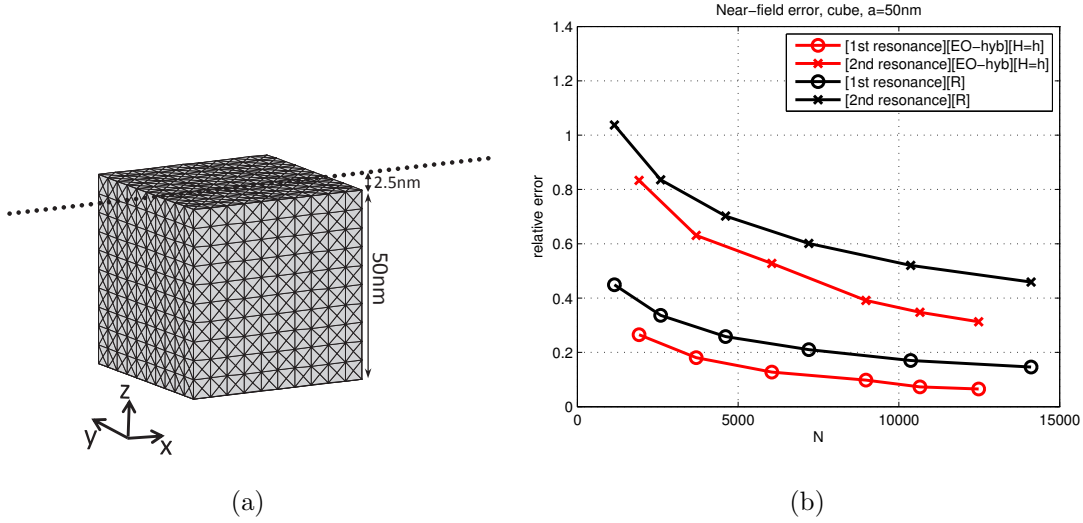 2.5nm
50nm
z
y
x
(a)
Near−field error, cube, a=50nm
[1st resonance][EO−hyb][H=h]
[2nd resonance][EO−hyb][H=h]
[1st resonance][R]
[2nd resonance][R]
relative error
1.4
1.2
1
0.8
0.6
0.4
0.2
0
0 5000 10000 15000
N
(b)